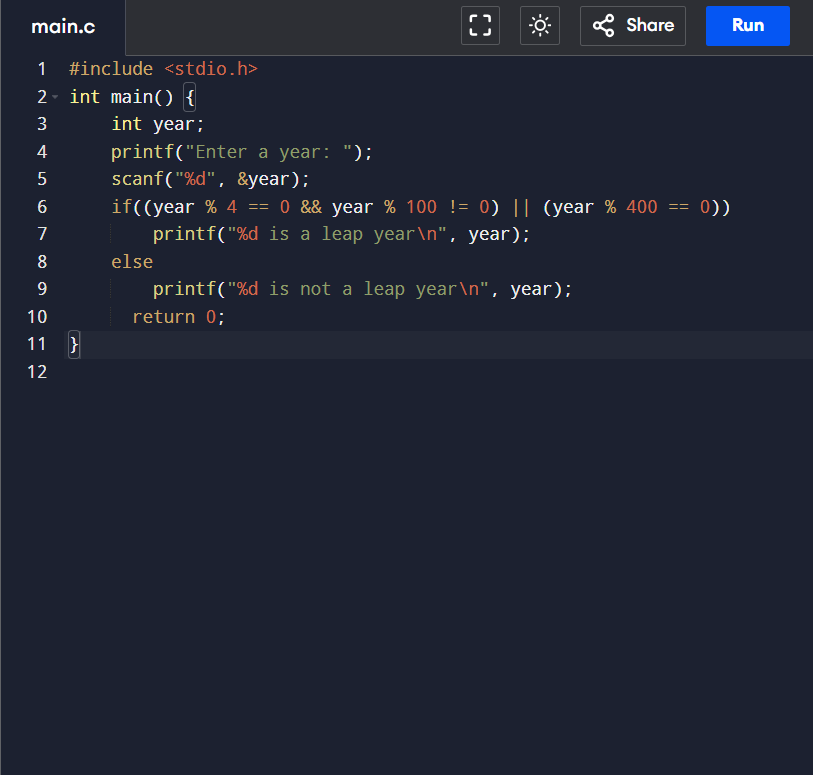 main.c
Share
Run
1 #include <stdio.h>
2 int main() {
3     int year;
4     printf("Enter a year: ");
5     scanf("%d", &year);
6     if((year % 4 == 0 && year % 100 != 0) || (year % 400 == 0))
7         printf("%d is a leap year\n", year);
8     else
9         printf("%d is not a leap year\n", year);
10       return 0;
11 }
12